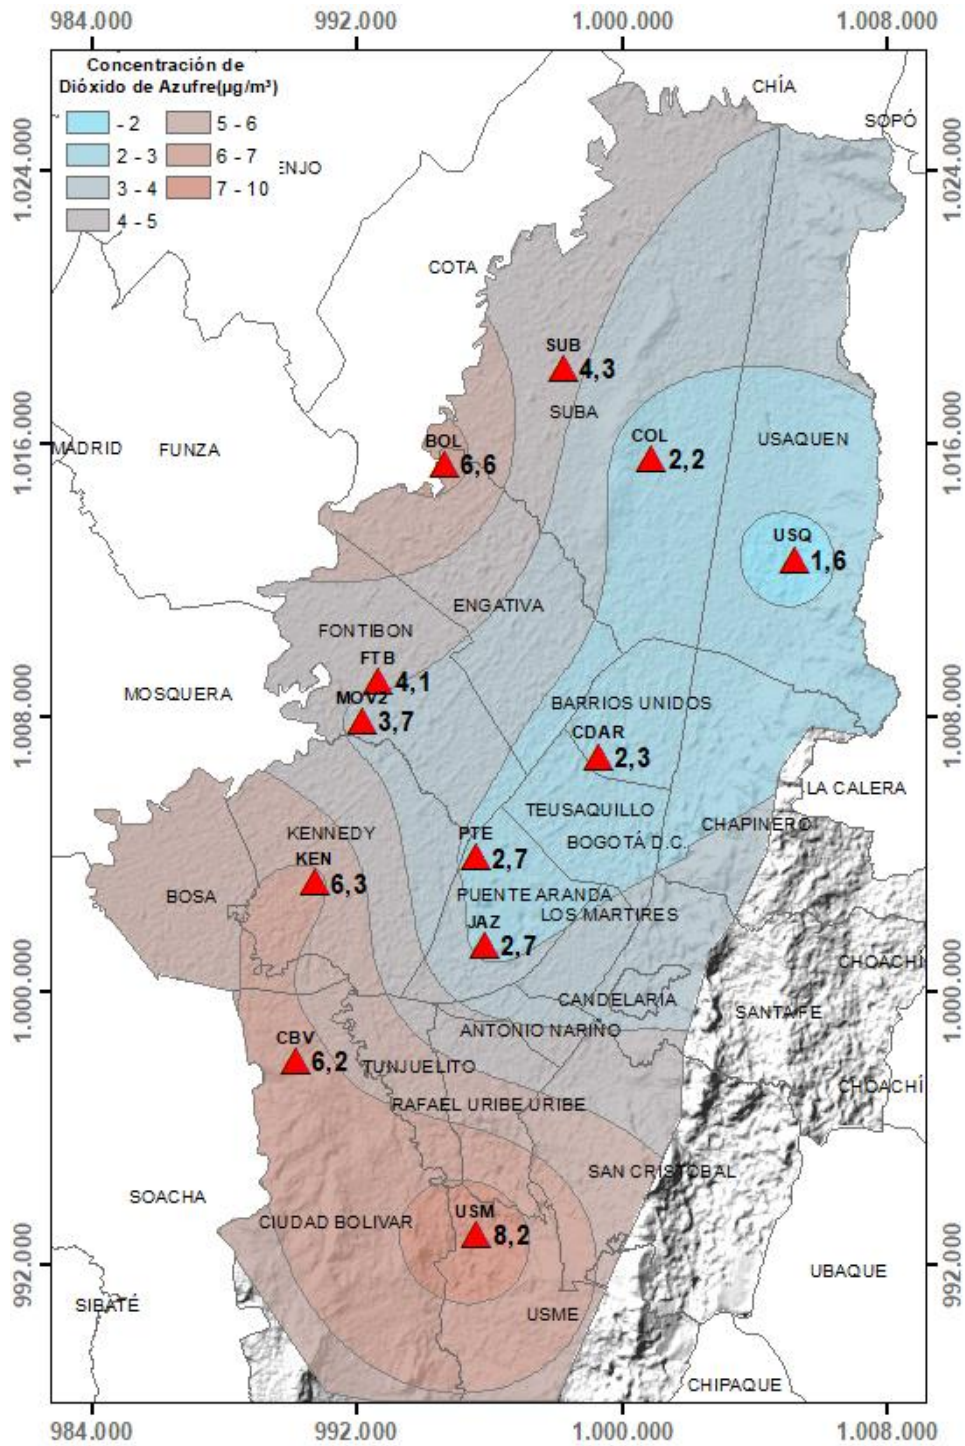 984.000 992.000 1.000.000 1.008.000
Concentración de
Dióxido de Azufre(µg/m³)
- 2
5 - 6
2 - 3
6 - 7
3 - 4
7 - 10
4 - 5
CHÍA
SOPÓ
ENJO
1.024.000
1.024.000
COTA
SUB
4,3
SUBA
1.016.000
1.016.000
MADRID
FUNZA
BOL
6,6
COL
2,2
USAQUEN
USQ
1,6
ENGATIVA
FONTIBON
FTB
4,1
MOSQUERA
MOV2
3,7
1.008.000
1.008.000
BARRIOS UNIDOS
CDAR
2,3
LA CALERA
TEUSAQUILLO
CHAPINERO
KENNEDY
PTE
2,7
BOGOTÁ D.C.
KEN
6,3
BOSA
PUENTE ARANDA
LOS MARTIRES
JAZ
2,7
CHOACHÍ
1.000.000
1.000.000
CANDELARIA
SANTA FE
ANTONIO NARIÑO
CBV
6,2
TUNJUELITO
CHOACHÍ
RAFAEL URIBE URIBE
SAN CRISTOBAL
SOACHA
CIUDAD BOLIVAR
USM
8,2
992.000
992.000
UBAQUE
SIBATÉ
USME
CHIPAQUE
984.000 992.000 1.000.000 1.008.000